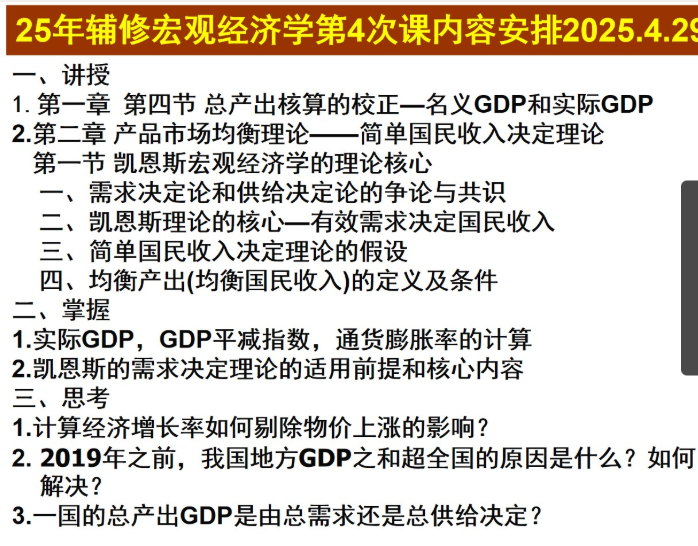 25年辅修宏观经济学第4次课内容安排2025.4.29
一、讲授
1. 第一章 第四节 总产出核算的校正—名义GDP和实际GDP
2.第二章 产品市场均衡理论——简单国民收入决定理论
第一节 凯恩斯宏观经济学的理论核心
一、需求决定论和供给决定论的争论与共识
二、凯恩斯理论的核心—有效需求决定国民收入
三、简单国民收入决定理论的假设
四、均衡产出(均衡国民收入)的定义及条件
二、掌握
1.实际GDP，GDP平减指数，通货膨胀率的计算
2.凯恩斯的需求决定理论的适用前提和核心内容
三、思考
1.计算经济增长率如何剔除物价上涨的影响？
2. 2019年之前，我国地方GDP之和超全国的原因是什么？如何
解决？
3.一国的总产出GDP是由总需求还是总供给决定？